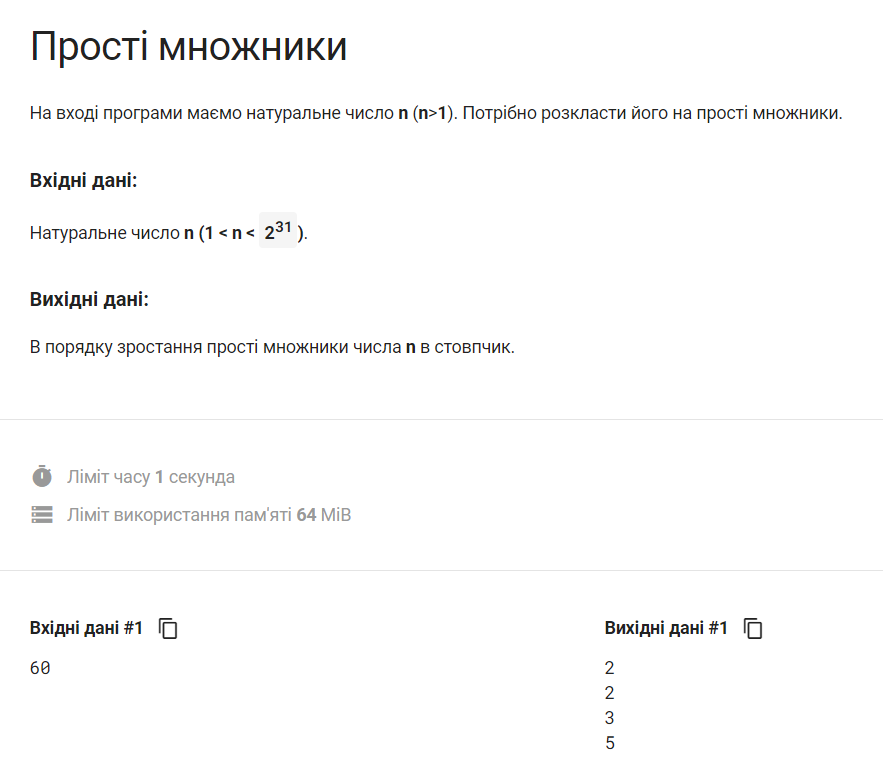 Прості множники
На вході програми маємо натуральне число n (n>1). Потрібно розкласти його на прості множники.
Вхідні дані:
Натуральне число n (1 < n < 2^31).
Вихідні дані:
В порядку зростання прості множники числа n в стовпчик.
Ліміт часу 1 секунда
Ліміт використання пам'яті 64 MiB
Вхідні дані #1
60
Вихідні дані #1
2
2
3
5